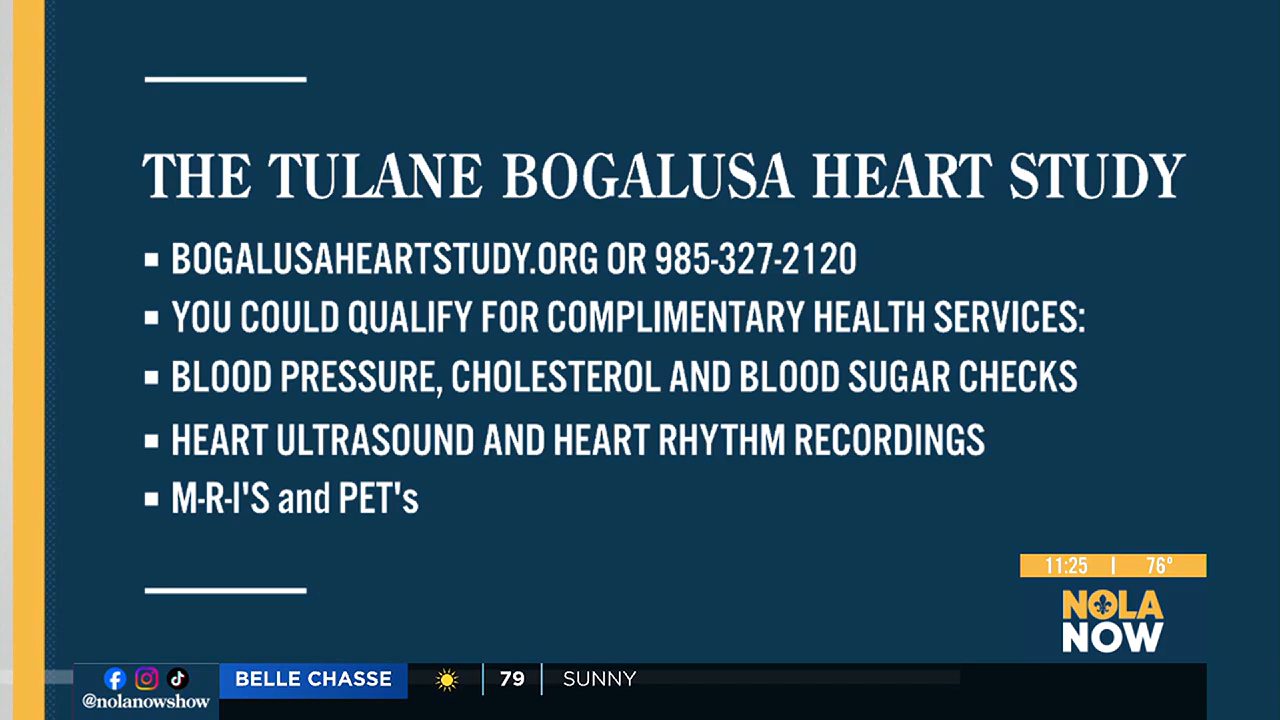 THE TULANE BOGALUSA HEART STUDY
BOGALUSAHEARTSTUDY.ORG OR 985-327-2120
YOU COULD QUALIFY FOR COMPLIMENTARY HEALTH SERVICES:
BLOOD PRESSURE, CHOLESTEROL AND BLOOD SUGAR CHECKS
HEART ULTRASOUND AND HEART RHYTHM RECORDINGS
M-R-I'S and PET's
11:25 | 76°
NOLA
NOW
BELLE CHASSE 79 SUNNY
@nolanowshow